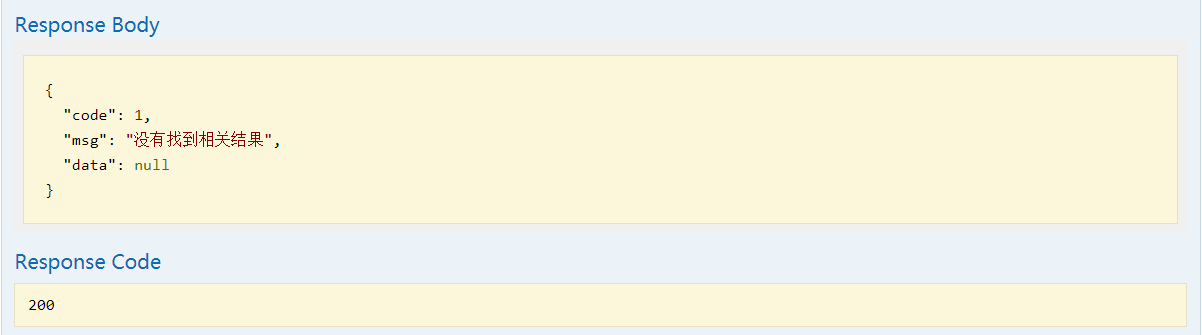 Response Body
{
"code": 1,
"msg": "没有找到相关结果",
"data": null
}
Response Code
200